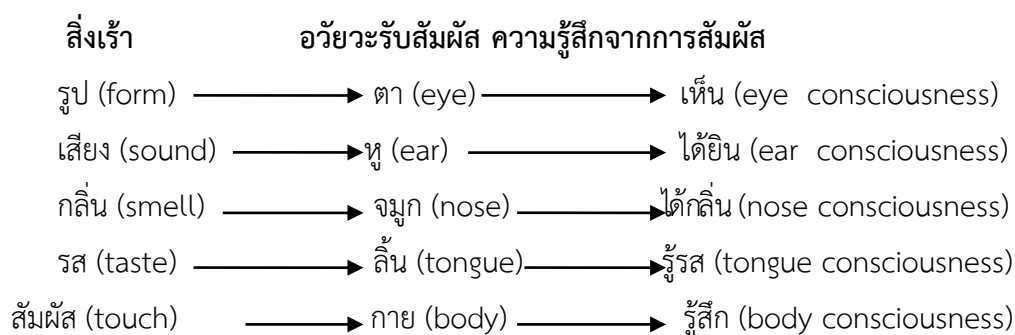 สิ่งเร้า อวัยวะรับสัมผัส ความรู้สึกจากการสัมผัส
รูป (form) ตา (eye) เห็น (eye consciousness)
เสียง (sound) หู (ear) ได้ยิน (ear consciousness)
กลิ่น (smell) จมูก (nose) ได้กลิ่น (nose consciousness)
รส (taste) ลิ้น (tongue) รู้รส (tongue consciousness)
สัมผัส (touch) กาย (body) รู้สึก (body consciousness)